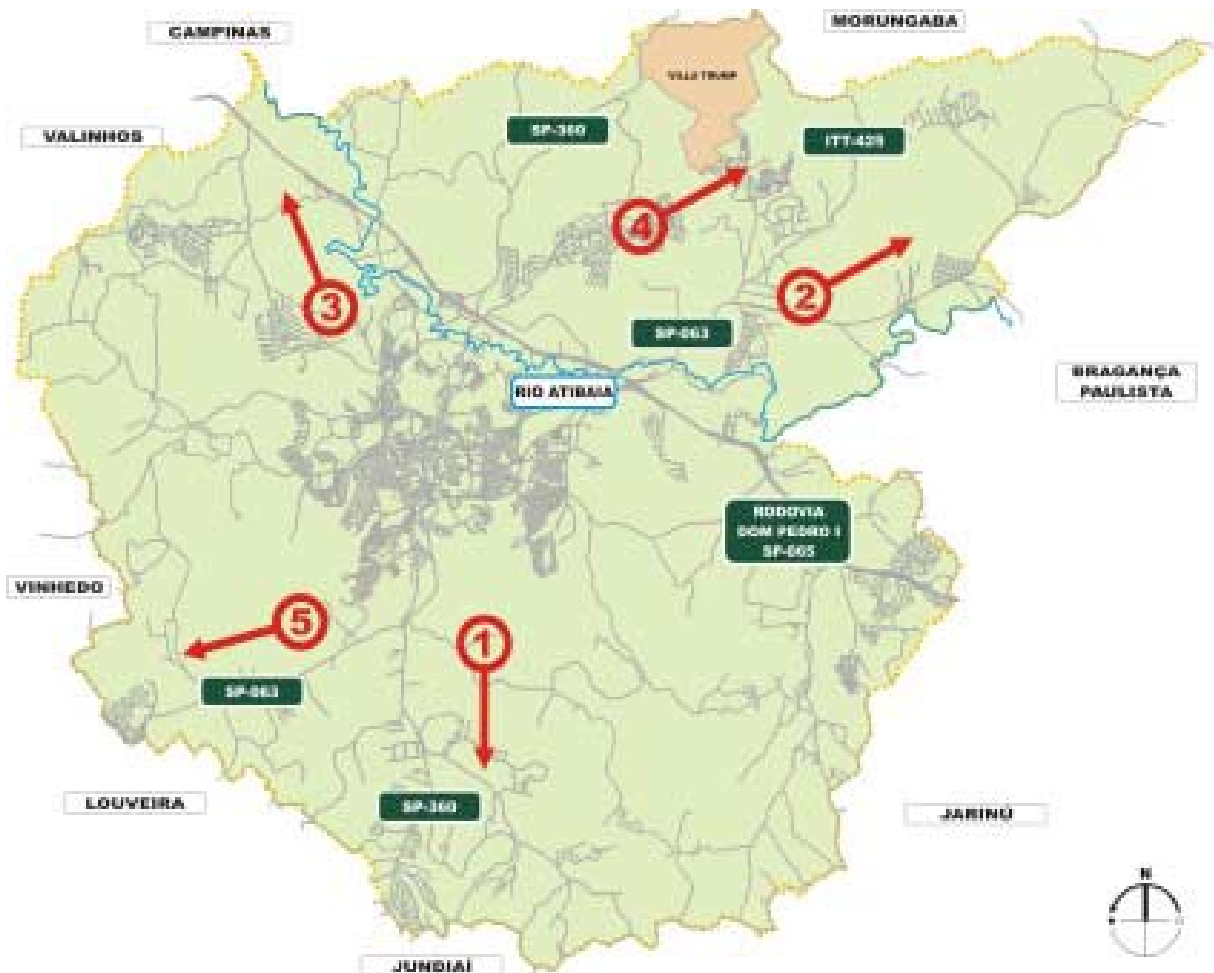 CAMPINAS
MORUNGABA
VALINHOS
SP-360
ITT-429
4
2
3
SP-063
RIO ATIBAIA
BRAGANÇA
PAULISTA
RODOVIA
DOM PEDRO I
SP-065
VINHEDO
5
1
SP-063
LOUVEIRA
SP-360
JARINÚ
N
JUNDIAÍ